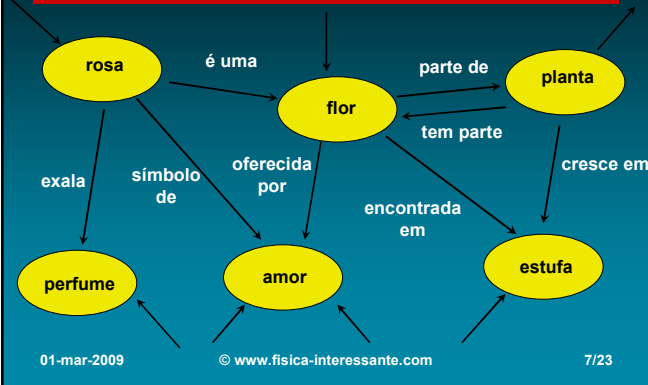 rosa
é uma
flor
parte de
planta
tem parte
exala
símbolo
de
oferecida
por
encontrada
em
cresce em
perfume
amor
estufa
01-mar-2009
© www.fisica-interessante.com
7/23